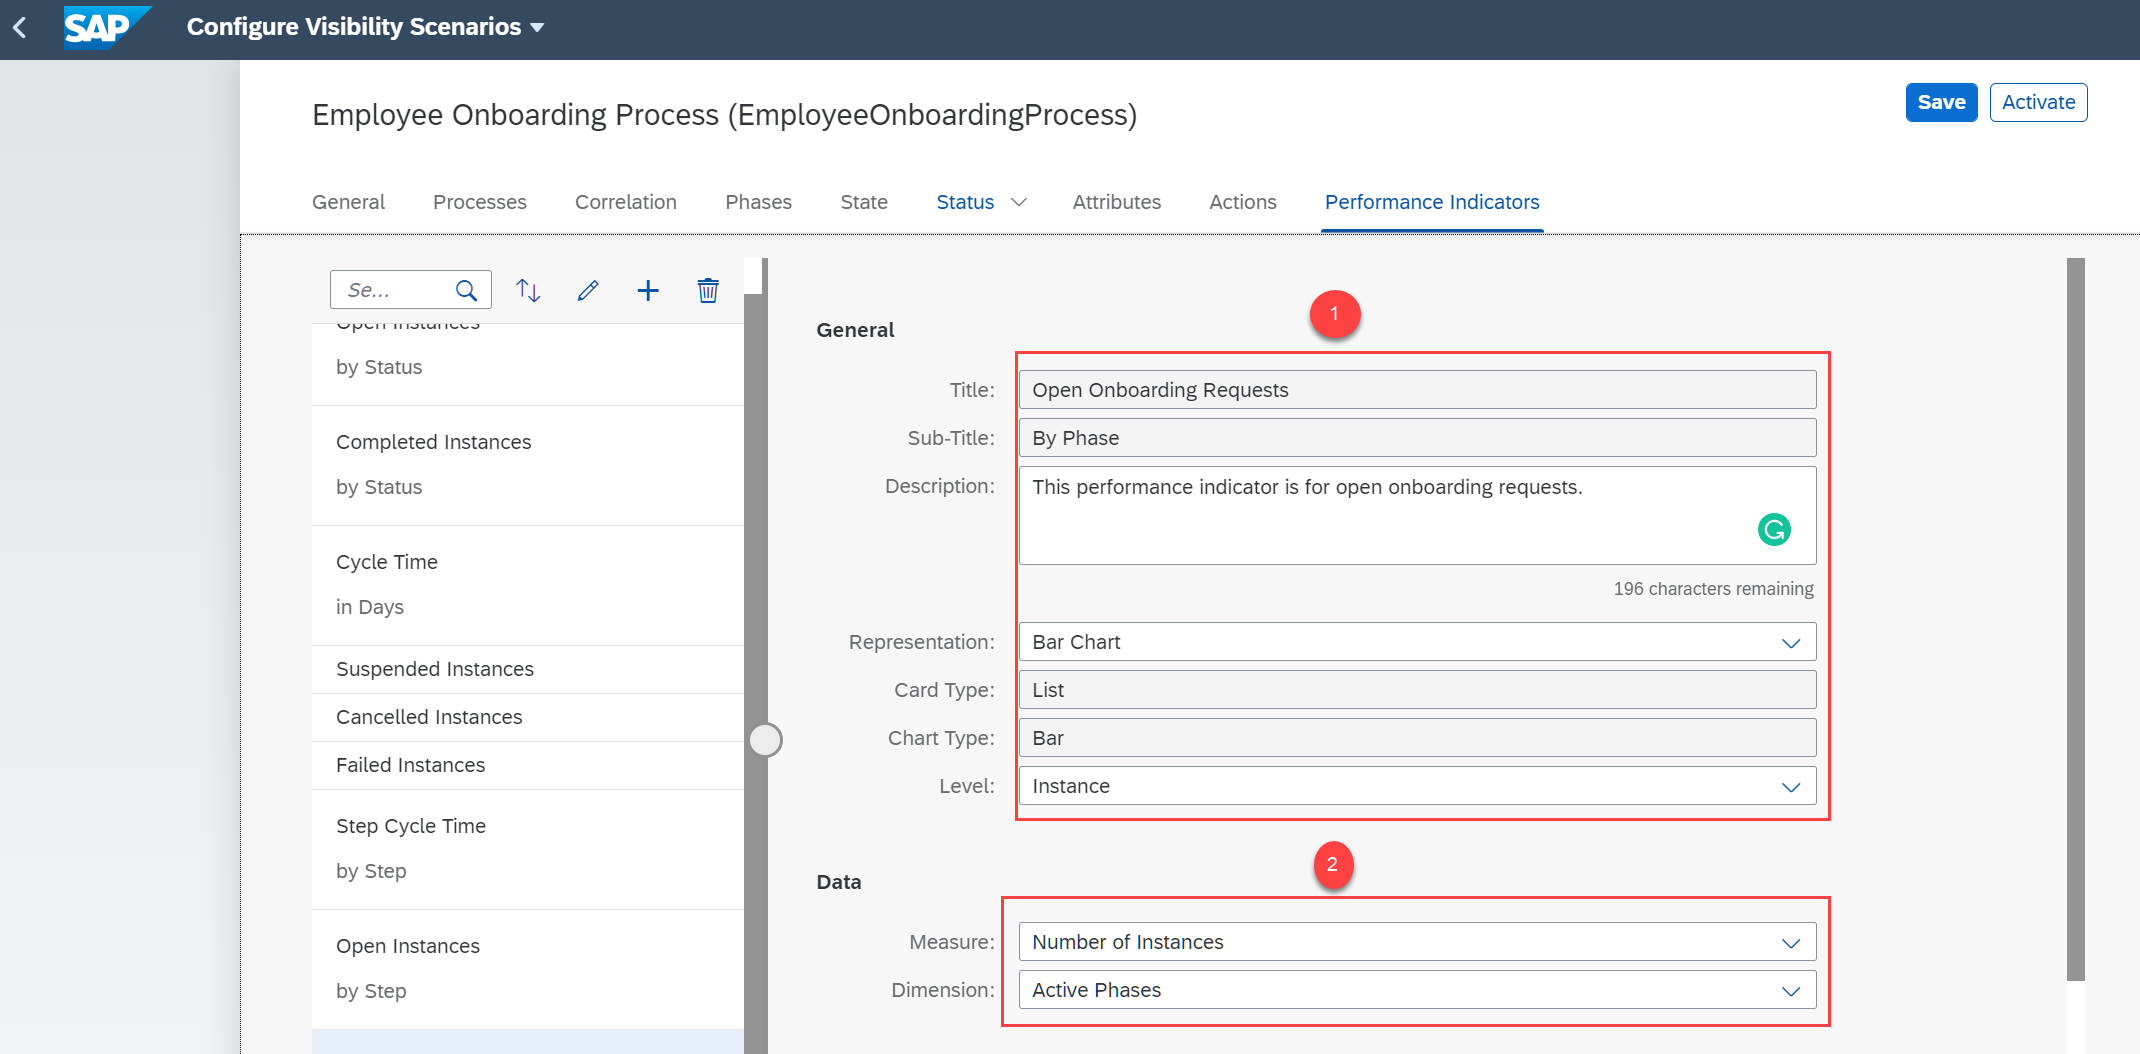 SAP Configure Visibility Scenarios
Employee Onboarding Process (EmployeeOnboardingProcess)
Save
Activate
General Processes Correlation Phases State Status Attributes Actions Performance Indicators
Se...
Open Instances
by Status
Completed Instances
by Status
Cycle Time
in Days
Suspended Instances
Cancelled Instances
Failed Instances
Step Cycle Time
by Step
Open Instances
by Step
1
General
Title: Open Onboarding Requests
Sub-Title: By Phase
Description: This performance indicator is for open onboarding requests.
196 characters remaining
Representation: Bar Chart
Card Type: List
Chart Type: Bar
Level: Instance
2
Data
Measure: Number of Instances
Dimension: Active Phases